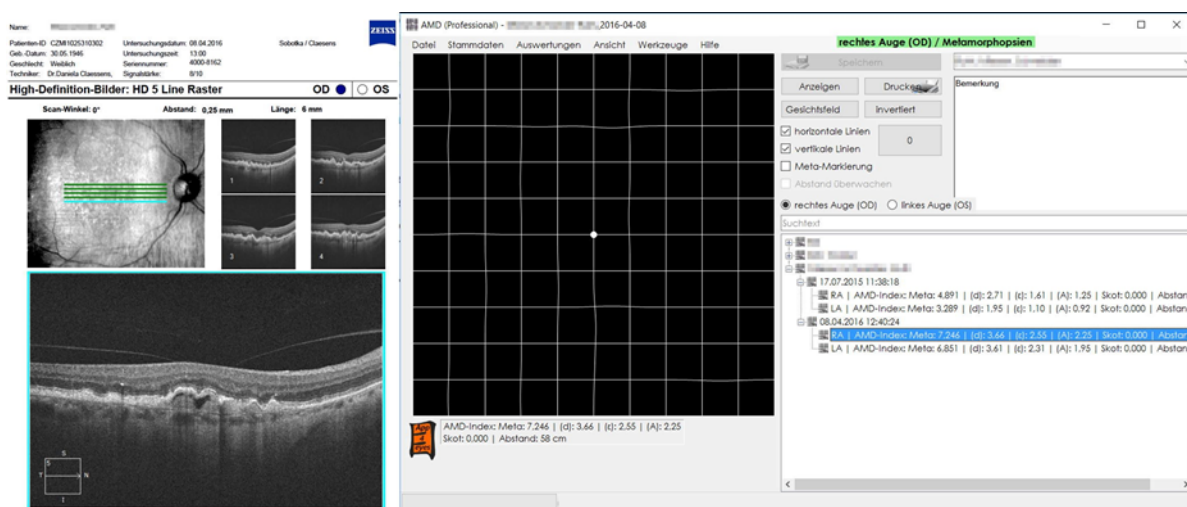 Name:
ZEISS
Patienten-ID CZMI1025310302 Untersuchungsdatum: 08.04.2016 Sobotka / Claesens
Geb.-Datum: 30.05.1946 Untersuchungszeit: 13:00
Geschlecht: Weiblich Seriennummer: 4000-8162
Techniker: Dr.Daniela Claessens, Signalstärke: 8/10
High-Definition-Bilder: HD 5 Line Raster OD OS
Scan-Winkel: 0° Abstand: 0,25 mm Länge: 6 mm
1
2
3
4
S
5
T N
I
AMD (Professional) - ,2016-04-08
Datei Stammdaten Auswertungen Ansicht Werkzeuge Hilfe
rechtes Auge (OD) / Metamorphopsien
Speichern
Anzeigen Drucken
Bemerkung
Gesichtsfeld invertiert
horizontale Linien
0
vertikale Linien
Meta-Markierung
Abstand überwachen
rechtes Auge (OD) linkes Auge (OS)
Suchtext
17.07.2015 11:38:18
RA | AMD-Index: Meta: 4.891 | (d): 2.71 | (ε): 1.61 | (A): 1.25 | Skot: 0.000 | Abstan
LA | AMD-Index: Meta: 3.289 | (d): 1.95 | (ε): 1.10 | (A): 0.92 | Skot: 0.000 | Abstan
08.04.2016 12:40:24
RA | AMD-Index: Meta: 7.246 | (d): 3.66 | (ε): 2.55 | (A): 2.25 | Skot: 0.000 | Abstan
LA | AMD-Index: Meta: 6.851 | (d): 3.61 | (ε): 2.31 | (A): 1.95 | Skot: 0.000 | Abstan
AMD-Index: Meta: 7.246 | (d): 3.66 | (ε): 2.55 | (A): 2.25
Skot: 0.000 | Abstand: 58 cm